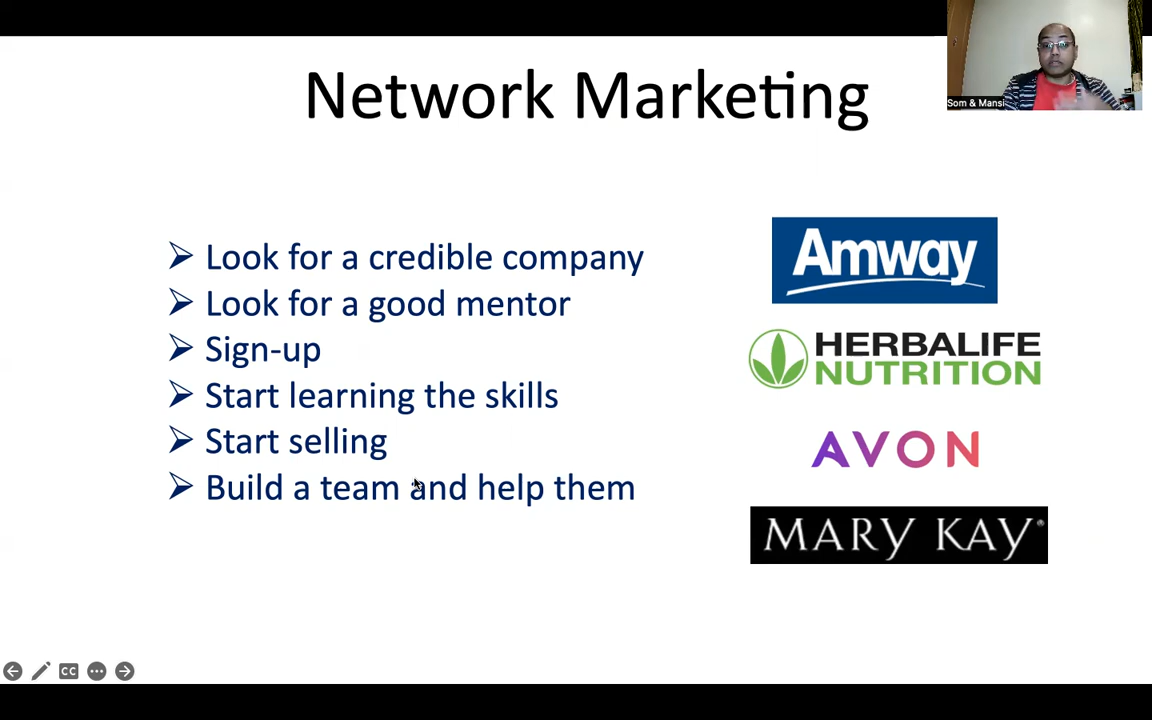 Network Marketing
Som & Mansi
Look for a credible company
Look for a good mentor
Sign-up
Start learning the skills
Start selling
Build a team and help them
Amway
HERBALIFE
NUTRITION
AVON
MARY KAY®
CC